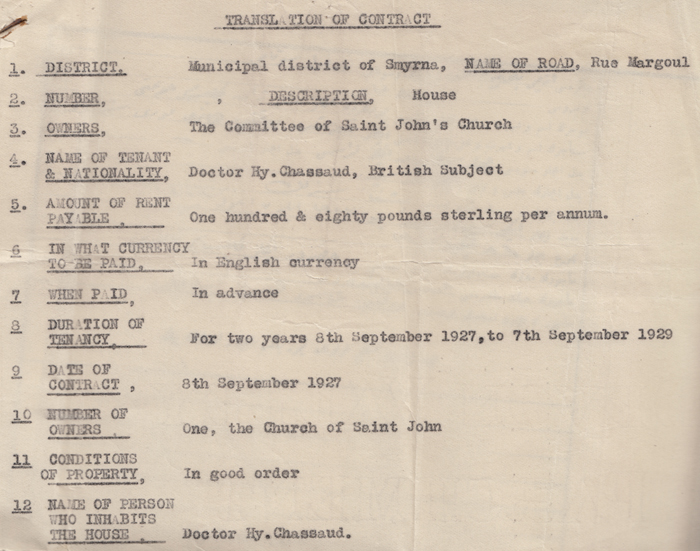 TRANSLATION OF CONTRACT
1. DISTRICT. Municipal district of Smyrna, NAME OF ROAD, Rue Margoul
2. NUMBER, , DESCRIPTION, House
3. OWNERS, The Committee of Saint John's Church
4. NAME OF TENANT
& NATIONALITY, Doctor Hy.Chassaud, British Subject
5. AMOUNT OF RENT
PAYABLE , One hundred & eighty pounds sterling per annum.
6 IN WHAT CURRENCY
TO BE PAID, In English currency
7 WHEN PAID, In advance
8 DURATION OF
TENANCY, For two years 8th September 1927,to 7th September 1929
9 DATE OF
CONTRACT , 8th September 1927
10 NUMBER OF
OWNERS , One, the Church of Saint John
11 CONDITIONS
OF PROPERTY, In good order
12 NAME OF PERSON
WHO INHABITS
THE HOUSE , Doctor Hy.Chassaud.